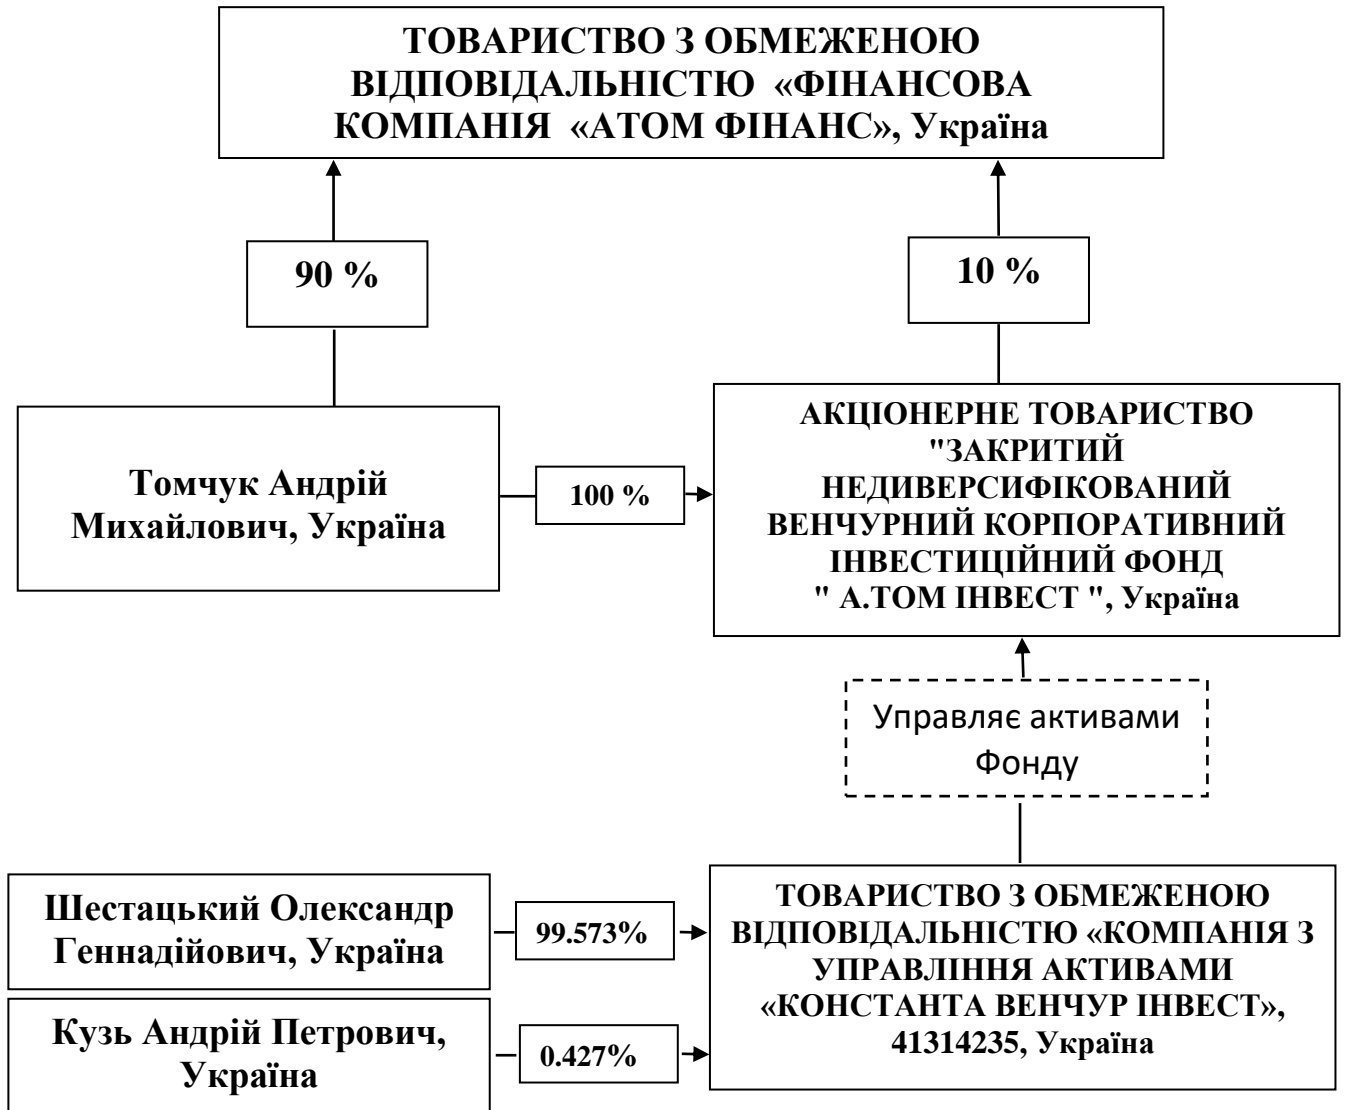 ТОВАРИСТВО З ОБМЕЖЕНОЮ
ВІДПОВІДАЛЬНІСТЮ «ФІНАНСОВА
КОМПАНІЯ «АТОМ ФІНАНС», Україна
90 %
10 %
Томчук Андрій
Михайлович, Україна
100 %
АКЦІОНЕРНЕ ТОВАРИСТВО
"ЗАКРИТИЙ
НЕДИВЕРСИФІКОВАНИЙ
ВЕНЧУРНИЙ КОРПОРАТИВНИЙ
ІНВЕСТИЦІЙНИЙ ФОНД
" А.ТОМ ІНВЕСТ ", Україна
Управляє активами
Фонду
Шестацький Олександр
Геннадійович, Україна
99.573%
ТОВАРИСТВО З ОБМЕЖЕНОЮ
ВІДПОВІДАЛЬНІСТЮ «КОМПАНІЯ З
УПРАВЛІННЯ АКТИВАМИ
«КОНСТАНТА ВЕНЧУР ІНВЕСТ»,
41314235, Україна
Кузь Андрій Петрович,
Україна
0.427%